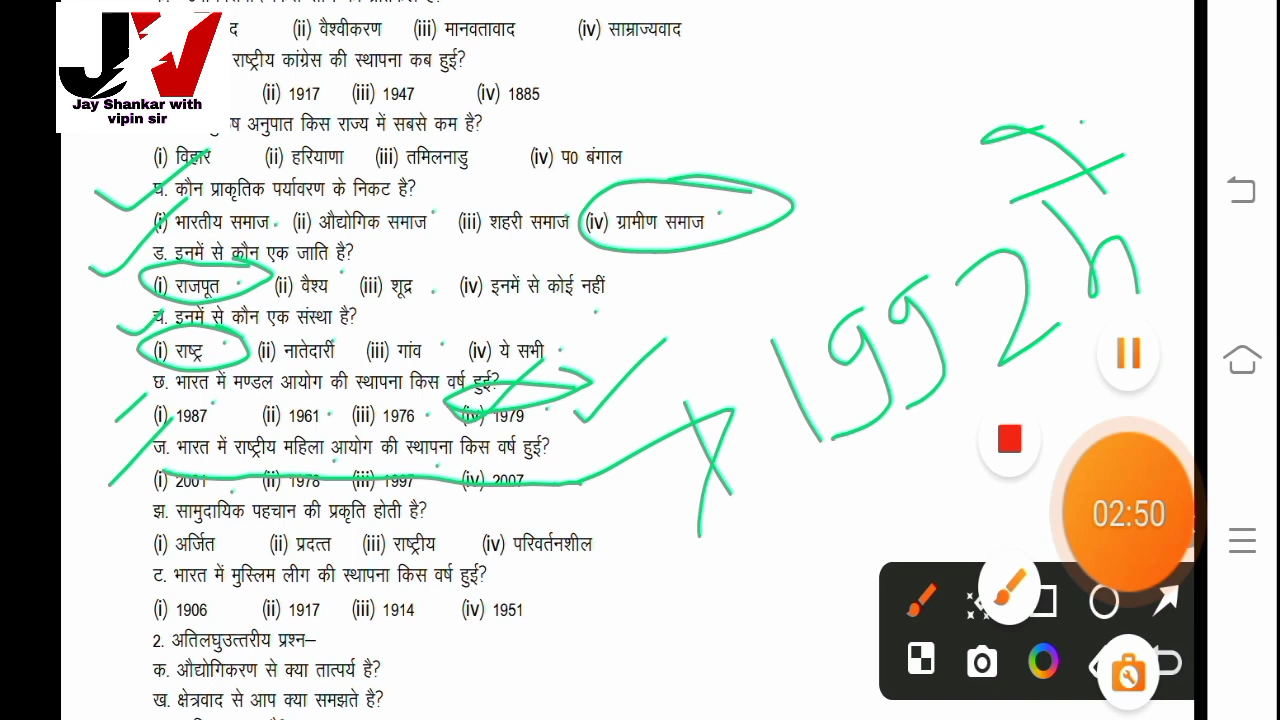 द (ii) वैश्वीकरण (iii) मानवतावाद (iv) साम्राज्यवाद
राष्ट्रीय कांग्रेस की स्थापना कब हुई?
Jay Shankar with
vipin sir
(ii) 1917 (iii) 1947 (iv) 1885
अनुपात किस राज्य में सबसे कम है?
(i) विहार (ii) हरियाणा (iii) तमिलनाडु (iv) प0 बंगाल
घ. कौन प्राकृतिक पर्यावरण के निकट है?
(i) भारतीय समाज (ii) औद्योगिक समाज (iii) शहरी समाज (iv) ग्रामीण समाज
ड. इनमें से कौन एक जाति है?
(i) राजपूत (ii) वैश्य (iii) शूद्र (iv) इनमें से कोई नहीं
च. इनमें से कौन एक संस्था है?
(i) राष्ट्र (ii) नातेदारी (iii) गांव (iv) ये सभी
छ. भारत में मण्डल आयोग की स्थापना किस वर्ष हुई?
(i) 1987 (ii) 1961 (iii) 1976 (iv) 1979
1992
ज. भारत में राष्ट्रीय महिला आयोग की स्थापना किस वर्ष हुई?
(i) 2001 (ii) 1978 (iii) 1997 (iv) 2007
02:50
झ. सामुदायिक पहचान की प्रकृति होती है?
(i) अर्जित (ii) प्रदत्त (iii) राष्ट्रीय (iv) परिवर्तनशील
ट. भारत में मुस्लिम लीग की स्थापना किस वर्ष हुई?
(i) 1906 (ii) 1917 (iii) 1914 (iv) 1951
2. अतिलघुउत्तरीय प्रश्न–
क. औद्योगिकरण से क्या तात्पर्य है?
ख. क्षेत्रवाद से आप क्या समझते है?